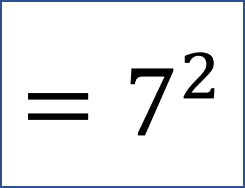 = 7²